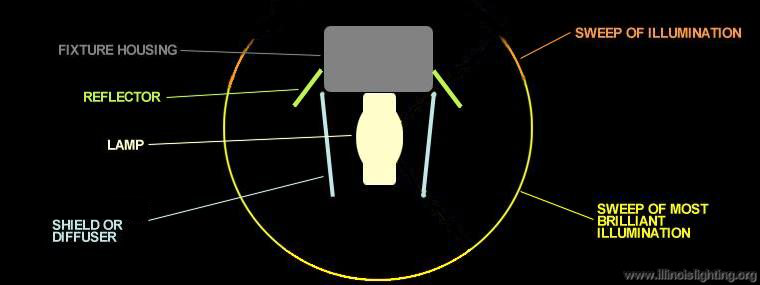 SWEEP OF ILLUMINATION
FIXTURE HOUSING
REFLECTOR
LAMP
SHIELD OR
DIFFUSER
SWEEP OF MOST
BRILLIANT
ILLUMINATION
www.illinoislighting.org